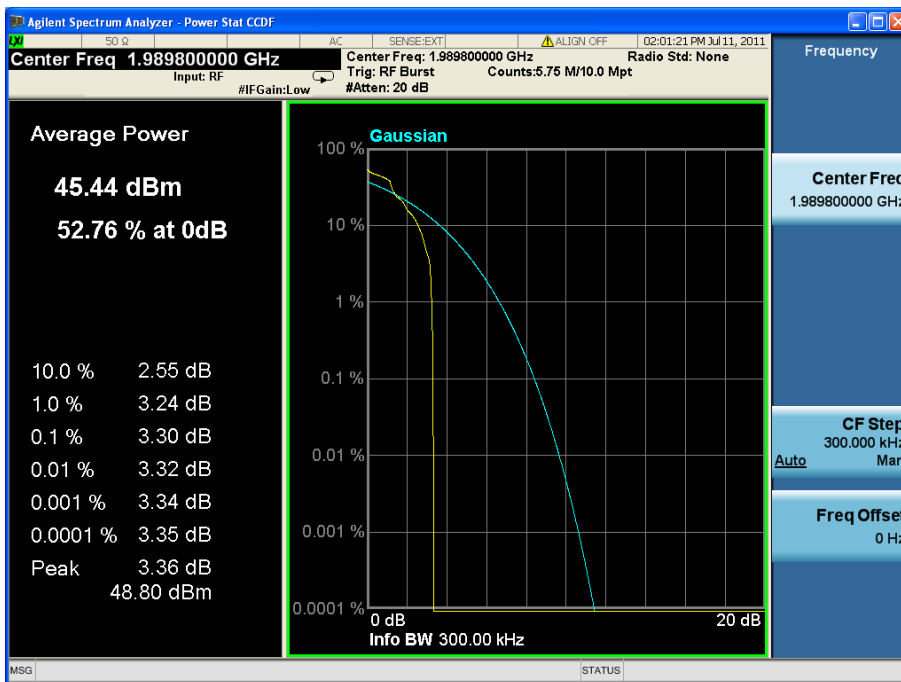 Agilent Spectrum Analyzer - Power Stat CCDF
LXI 50 Ω AC SENSE:EXT ALIGN OFF 02:01:21 PM Jul 11, 2011
Center Freq 1.989800000 GHz
Input: RF
#IFGain:Low
Center Freq: 1.989800000 GHz
Radio Std: None
Trig: RF Burst
Counts:5.75 M/10.0 Mpt
#Atten: 20 dB
Average Power
45.44 dBm
52.76 % at 0dB
10.0 % 2.55 dB
1.0 % 3.24 dB
0.1 % 3.30 dB
0.01 % 3.32 dB
0.001 % 3.34 dB
0.0001 % 3.35 dB
Peak 3.36 dB
48.80 dBm
Gaussian
100 %
10 %
1 %
0.1 %
0.01 %
0.001 %
0.0001 %
0 dB 20 dB
Info BW 300.00 kHz
Frequency
Center Freq
1.989800000 GHz
CF Step
300.000 kHz
Auto Man
Freq Offset
0 Hz
MSG STATUS